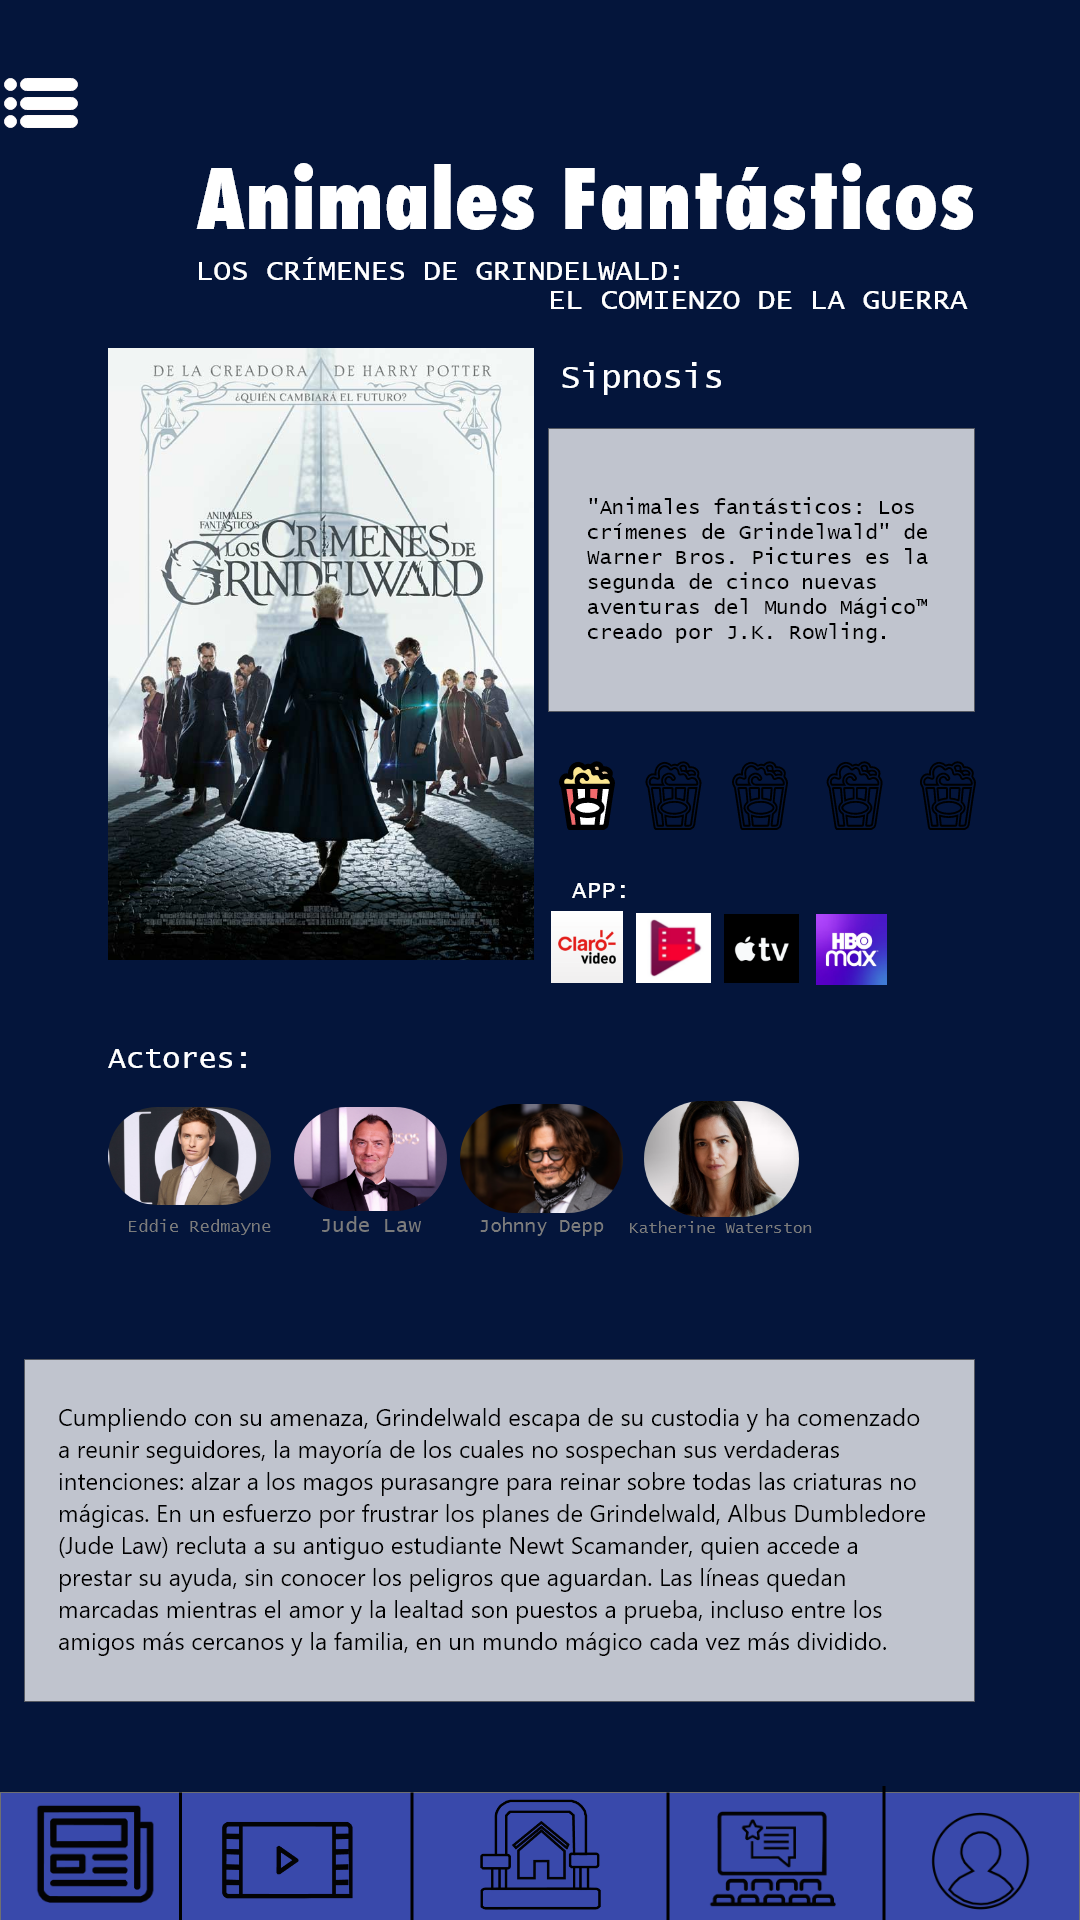 Animales Fantásticos
LOS CRÍMENES DE GRINDELWALD:
EL COMIENZO DE LA GUERRA
DE LA CREADORA DE HARRY POTTER
¿QUIÉN CAMBIARÁ EL FUTURO?
ANIMALES
FANTÁSTICOS
LOS CRÍMENES DE
GRINDELWALD
Sipnosis
"Animales fantásticos: Los
crímenes de Grindelwald" de
Warner Bros. Pictures es la
segunda de cinco nuevas
aventuras del Mundo Mágico™
creado por J.K. Rowling.
APP:
Claro
video
tv
HBO
max
Actores:
Eddie Redmayne
Jude Law
Johnny Depp
Katherine Waterston
Cumpliendo con su amenaza, Grindelwald escapa de su custodia y ha comenzado
a reunir seguidores, la mayoría de los cuales no sospechan sus verdaderas
intenciones: alzar a los magos purasangre para reinar sobre todas las criaturas no
mágicas. En un esfuerzo por frustrar los planes de Grindelwald, Albus Dumbledore
(Jude Law) recluta a su antiguo estudiante Newt Scamander, quien accede a
prestar su ayuda, sin conocer los peligros que aguardan. Las líneas quedan
marcadas mientras el amor y la lealtad son puestos a prueba, incluso entre los
amigos más cercanos y la familia, en un mundo mágico cada vez más dividido.